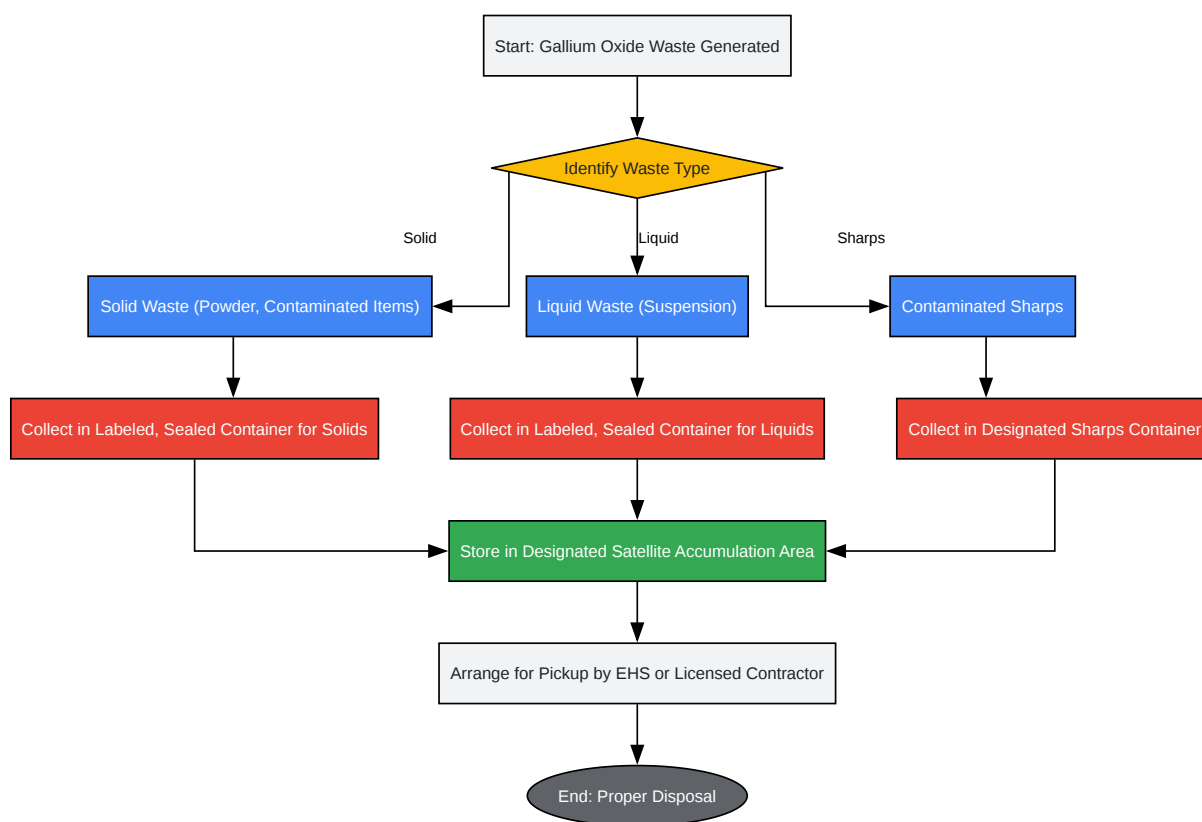 Start: Gallium Oxide Waste Generated
Identify Waste Type
Solid
Liquid
Sharps
Solid Waste (Powder, Contaminated Items)
Liquid Waste (Suspension)
Contaminated Sharps
Collect in Labeled, Sealed Container for Solids
Collect in Labeled, Sealed Container for Liquids
Collect in Designated Sharps Container
Store in Designated Satellite Accumulation Area
Arrange for Pickup by EHS or Licensed Contractor
End: Proper Disposal